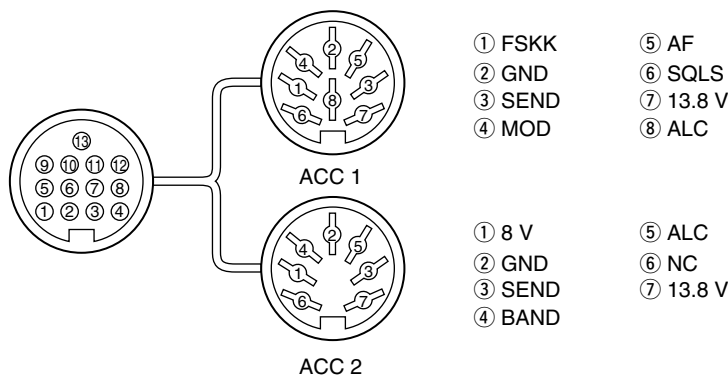 ⑬
⑨ ⑩ ⑪ ⑫
⑤ ⑥ ⑦ ⑧
① ② ③ ④
②
④ ⑤
① ③
⑧
⑥ ⑦
ACC 1
① FSKK ⑤ AF
② GND ⑥ SQLS
③ SEND ⑦ 13.8 V
④ MOD ⑧ ALC
②
④ ⑤
① ③
⑥ ⑦
ACC 2
① 8 V ⑤ ALC
② GND ⑥ NC
③ SEND ⑦ 13.8 V
④ BAND